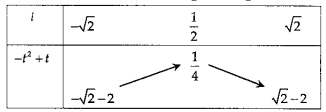 t -√2 1/2 √2
-t² + t 1/4
-√2-2 √2-2